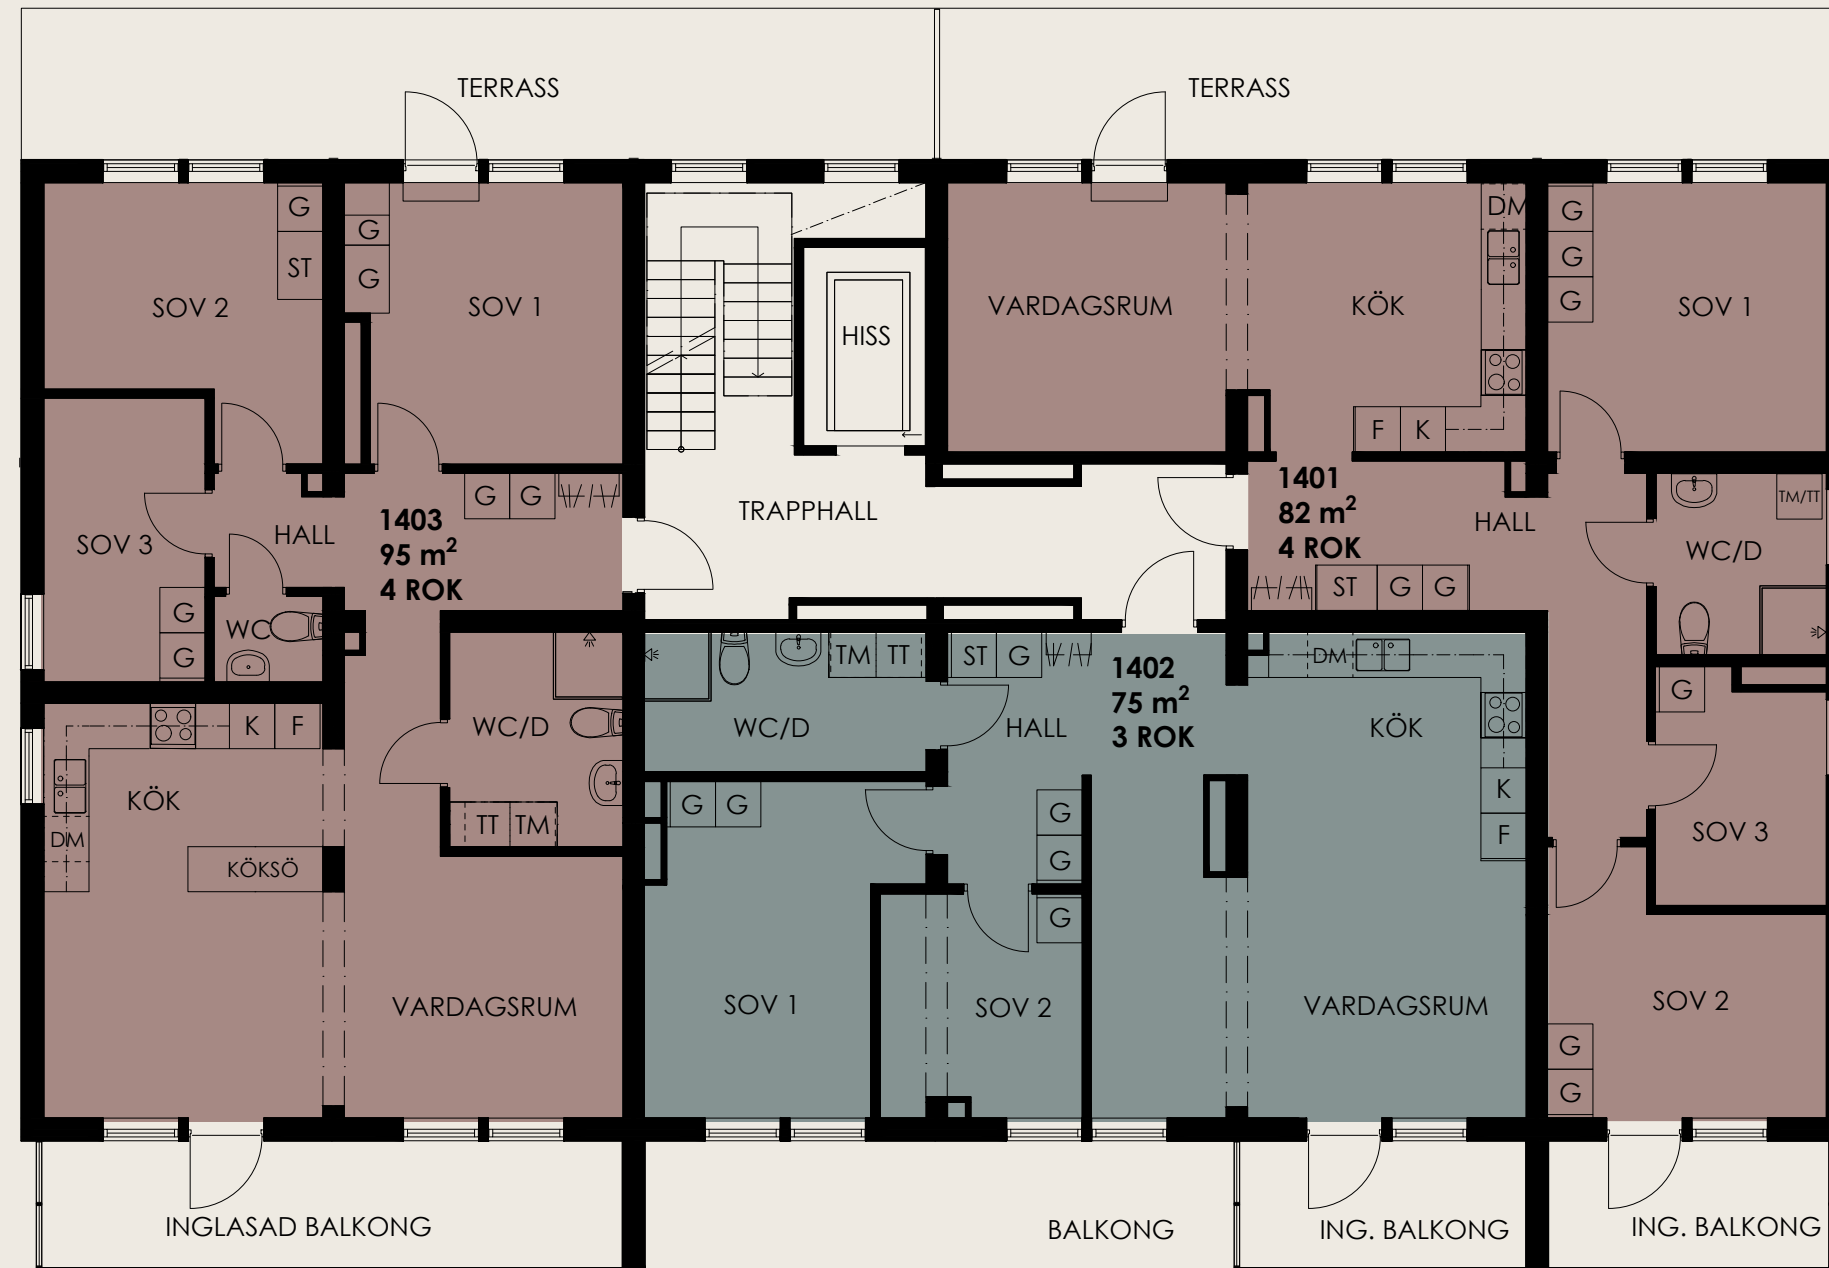 TERRASS
TERRASS
G
ST
SOV 2
G
G
SOV 1
HISS
VARDAGSRUM
KÖK
DM
F
K
G
G
G
SOV 1
SOV 3
HALL
1403
95 m²
4 ROK
G
G
TRAPPHALL
1401
82 m²
4 ROK
HALL
ST
G
G
WC/D
TM/TT
G
G
WC
K
F
KÖK
DM
KÖKSÖ
WC/D
TT
TM
VARDAGSRUM
TM
TT
WC/D
ST
G
HALL
1402
75 m²
3 ROK
DM
KÖK
K
F
G
G
G
G
G
SOV 1
SOV 2
VARDAGSRUM
G
SOV 3
SOV 2
G
G
INGLASAD BALKONG
BALKONG
ING. BALKONG
ING. BALKONG